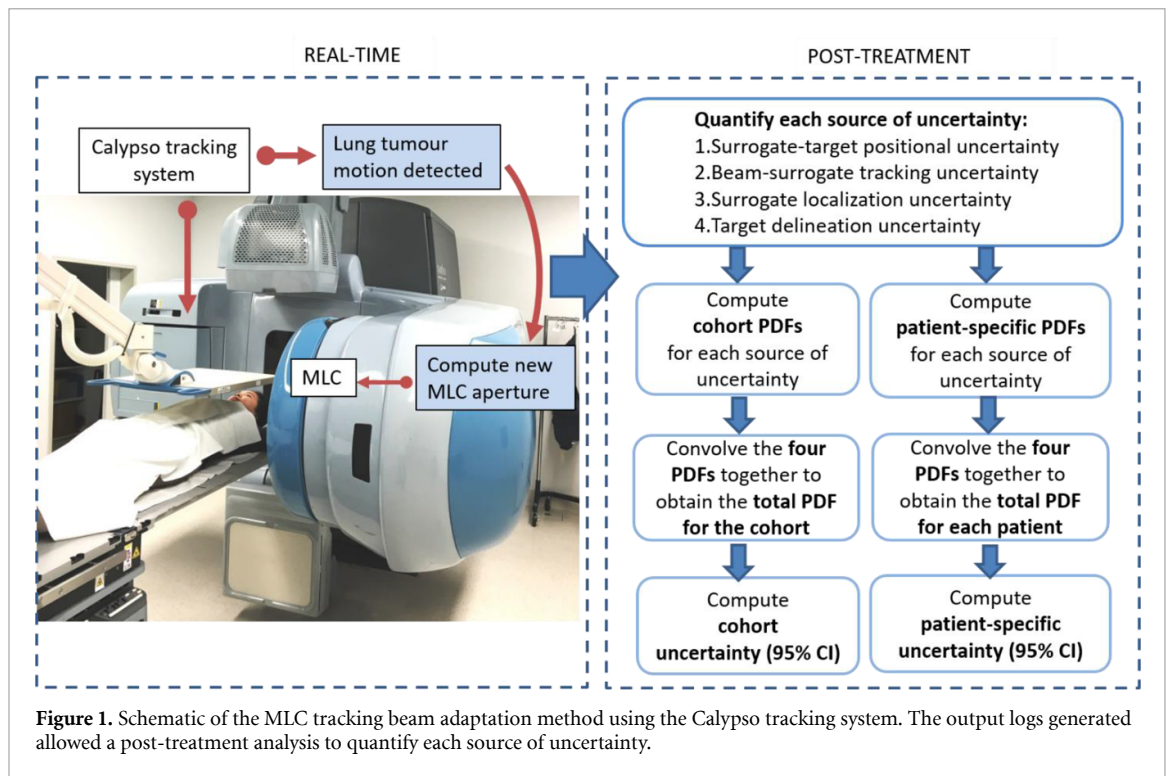 REAL-TIME
Calypso tracking
system
Lung tumour
motion detected
MLC
Compute new
MLC aperture
POST-TREATMENT
Quantify each source of uncertainty:
1.Surrogate-target positional uncertainty
2.Beam-surrogate tracking uncertainty
3.Surrogate localization uncertainty
4.Target delineation uncertainty
Compute
cohort PDFs
for each source of
uncertainty
Convolve the four
PDFs together to
obtain the total PDF
for the cohort
Compute
cohort
uncertainty (95% CI)
Compute
patient-specific PDFs
for each source of
uncertainty
Convolve the four
PDFs together to
obtain the total PDF
for each patient
Compute
patient-specific
uncertainty (95% CI)
Figure 1. Schematic of the MLC tracking beam adaptation method using the Calypso tracking system. The output logs generated
allowed a post-treatment analysis to quantify each source of uncertainty.